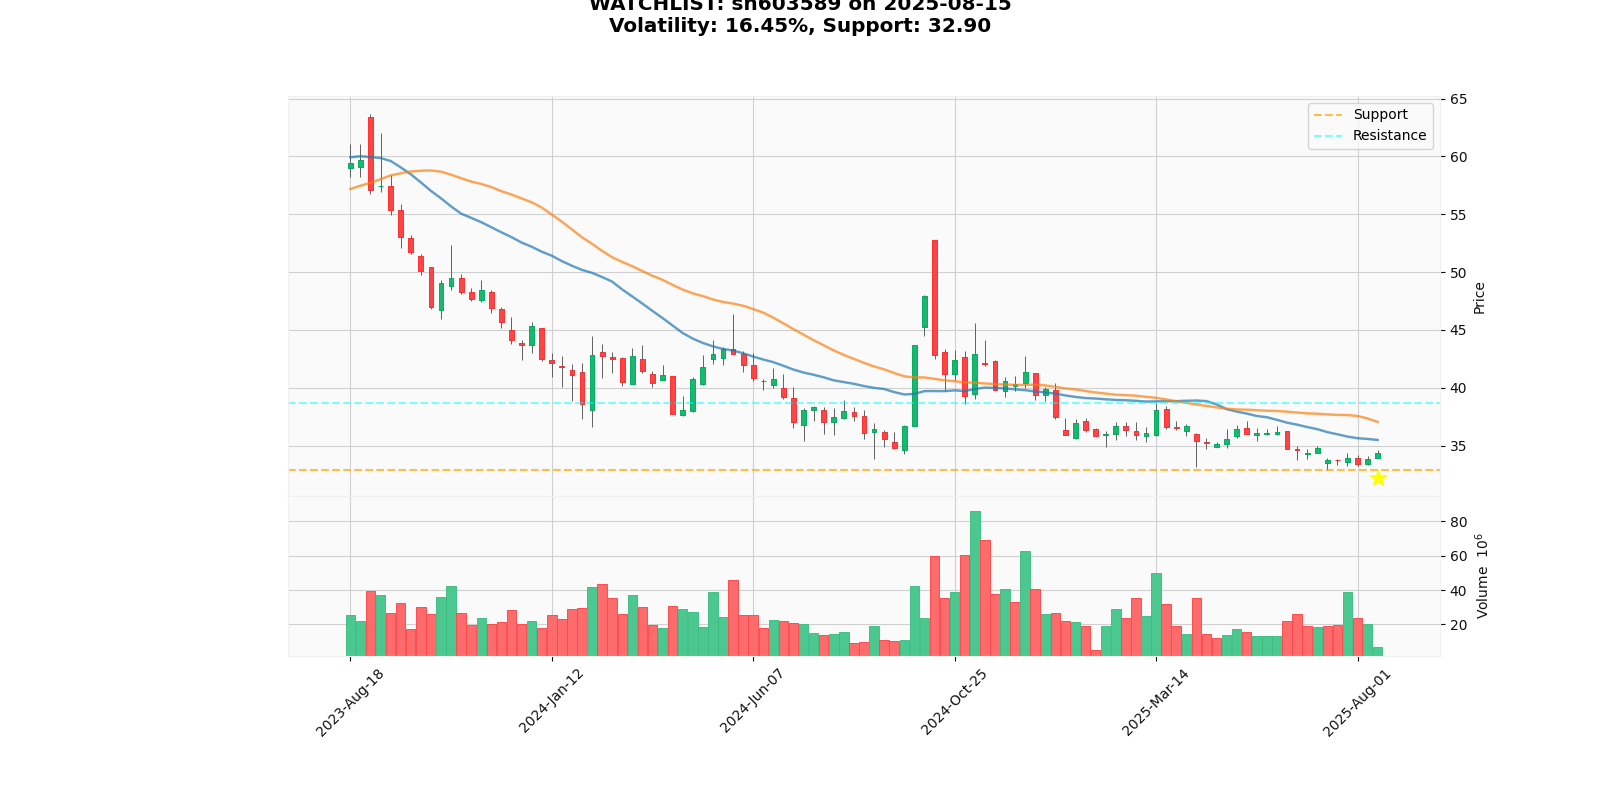 WATCHLIST: sh603589 on 2025-08-15
Volatility: 16.45%, Support: 32.90
Support
Resistance
65
60
55
50
45
40
35
Price
80
60
40
20
Volume 10⁶
2023-Aug-18
2024-Jan-12
2024-Jun-07
2024-Oct-25
2025-Mar-14
2025-Aug-01